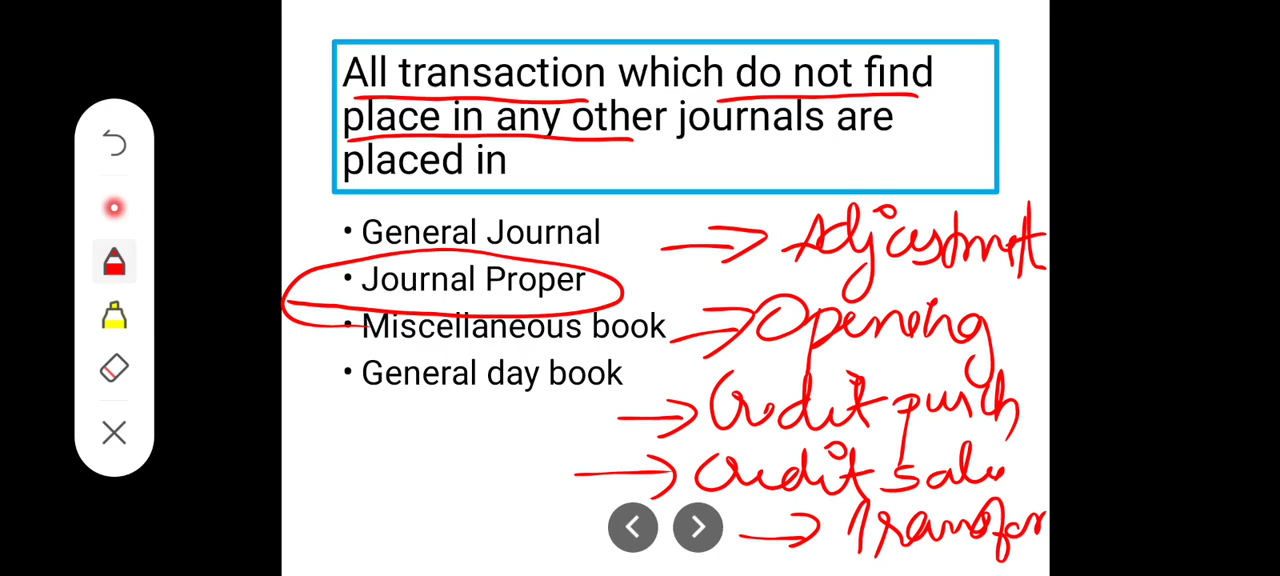 All transaction which do not find
place in any other journals are
placed in
• General Journal
• Journal Proper
• Miscellaneous book
• General day book
→ Adjustment
→ Opening
→ Credit purch
→ Credit sale
→ Transfer